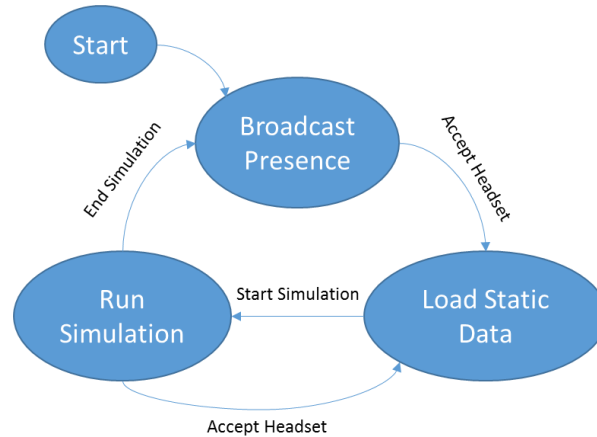 Start
Broadcast
Presence
Accept Headset
End Simulation
Run
Simulation
Start Simulation
Load Static
Data
Accept Headset